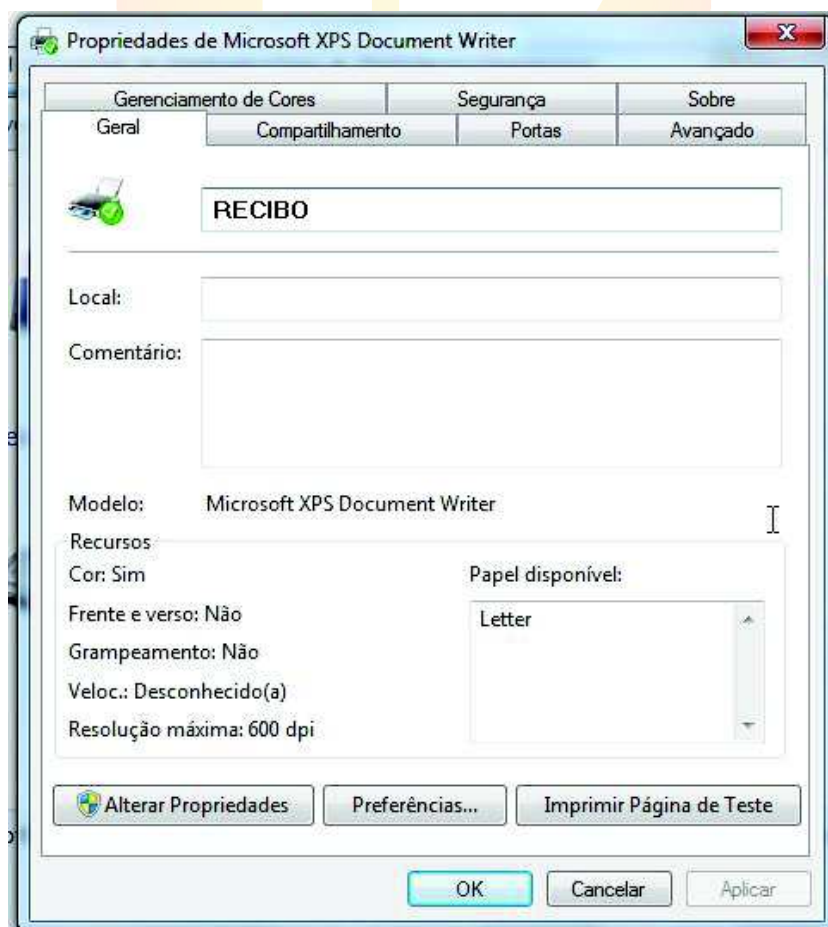 Propriedades de Microsoft XPS Document Writer
Gerenciamento de Cores Segurança Sobre
Geral Compartilhamento Portas Avançado
RECIBO
Local:
Comentário:
Modelo: Microsoft XPS Document Writer
Recursos
Cor: Sim Papel disponível:
Frente e verso: Não Letter
Grampeamento: Não
Veloc.: Desconhecido(a)
Resolução máxima: 600 dpi
Alterar Propriedades Preferências... Imprimir Página de Teste
OK Cancelar Aplicar